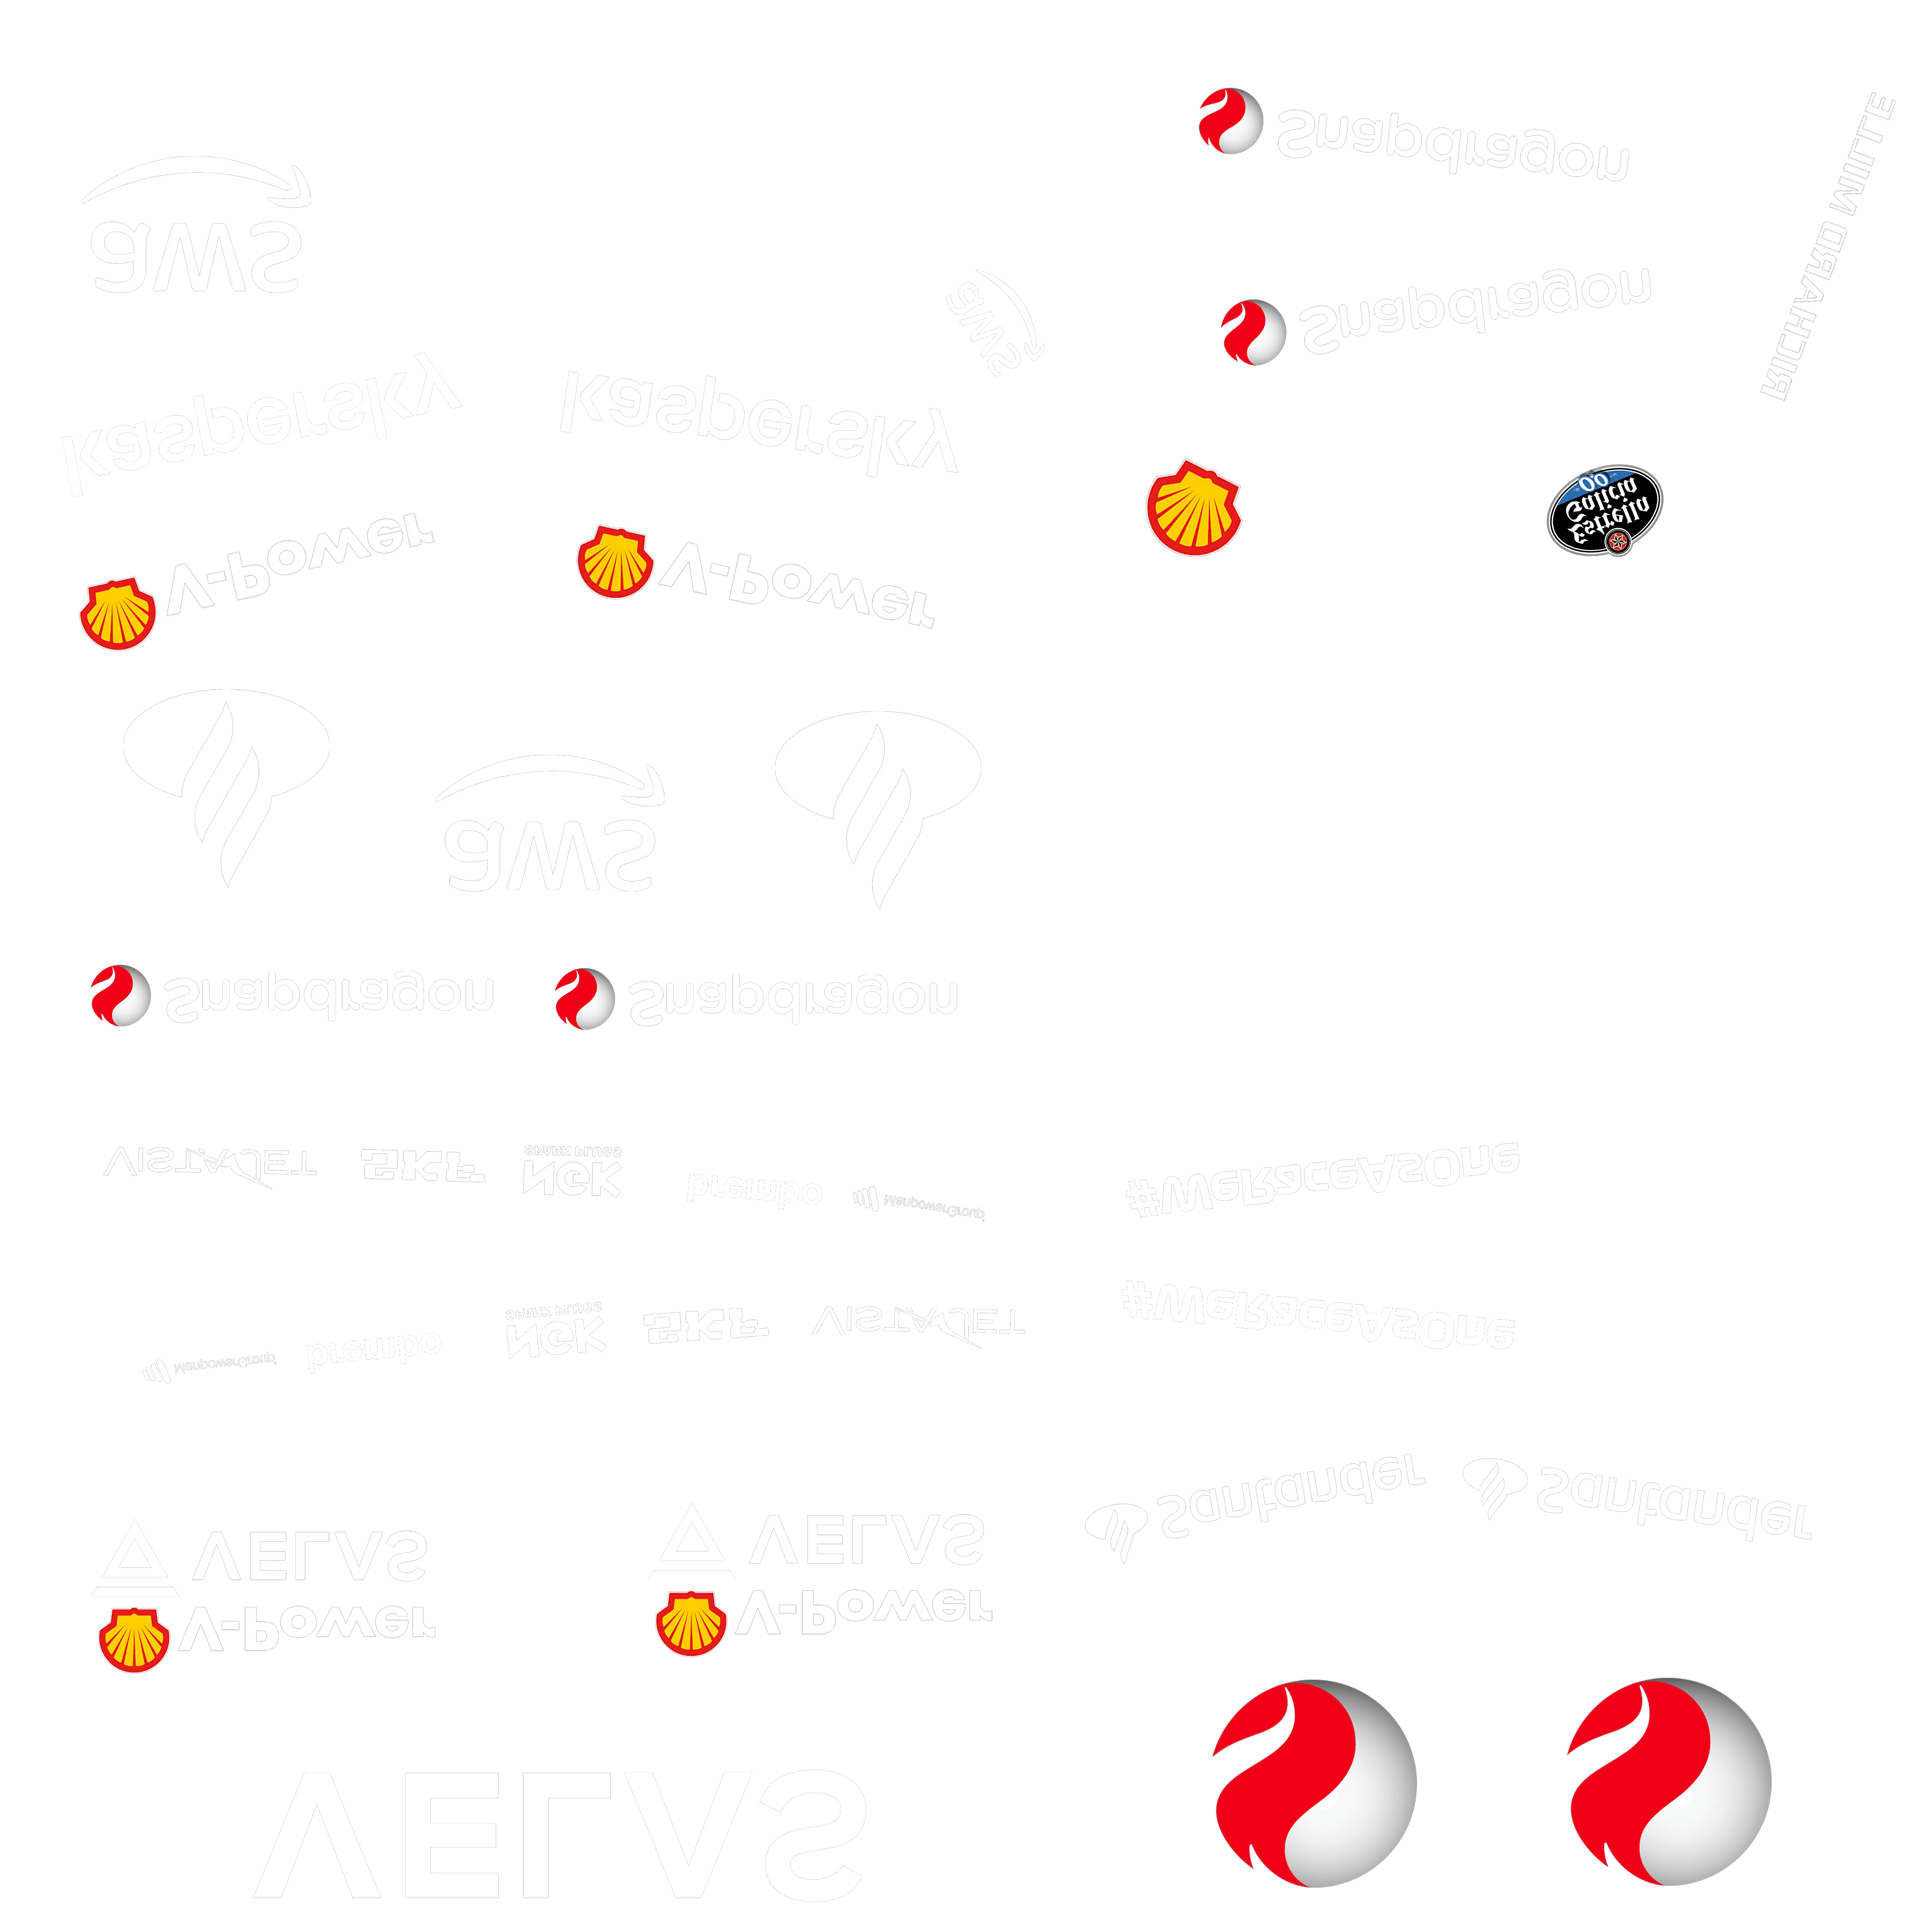 Snapdragon
RICHARD MILLE
aws
aws
Snapdragon
kaspersky
kaspersky
Estrella
Galicia
0,0
V-Power
V-Power
aws
Snapdragon
Snapdragon
VISTAJET
SKF
NGK
SPARK PLUGS
brembo
ManpowerGroup
#WeRaceAsOne
ManpowerGroup
brembo
NGK
SPARK PLUGS
SKF
VISTAJET
#WeRaceAsOne
Santander
Santander
VELAS
VELAS
V-Power
V-Power
VELAS